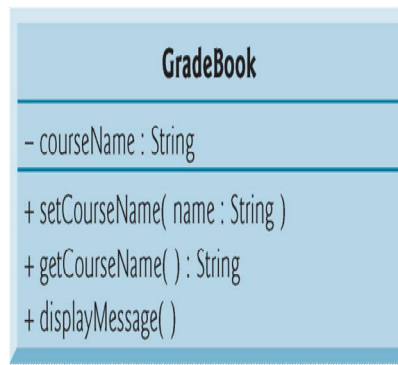 GradeBook
– courseName : String
+ setCourseName( name : String )
+ getCourseName( ) : String
+ displayMessage( )